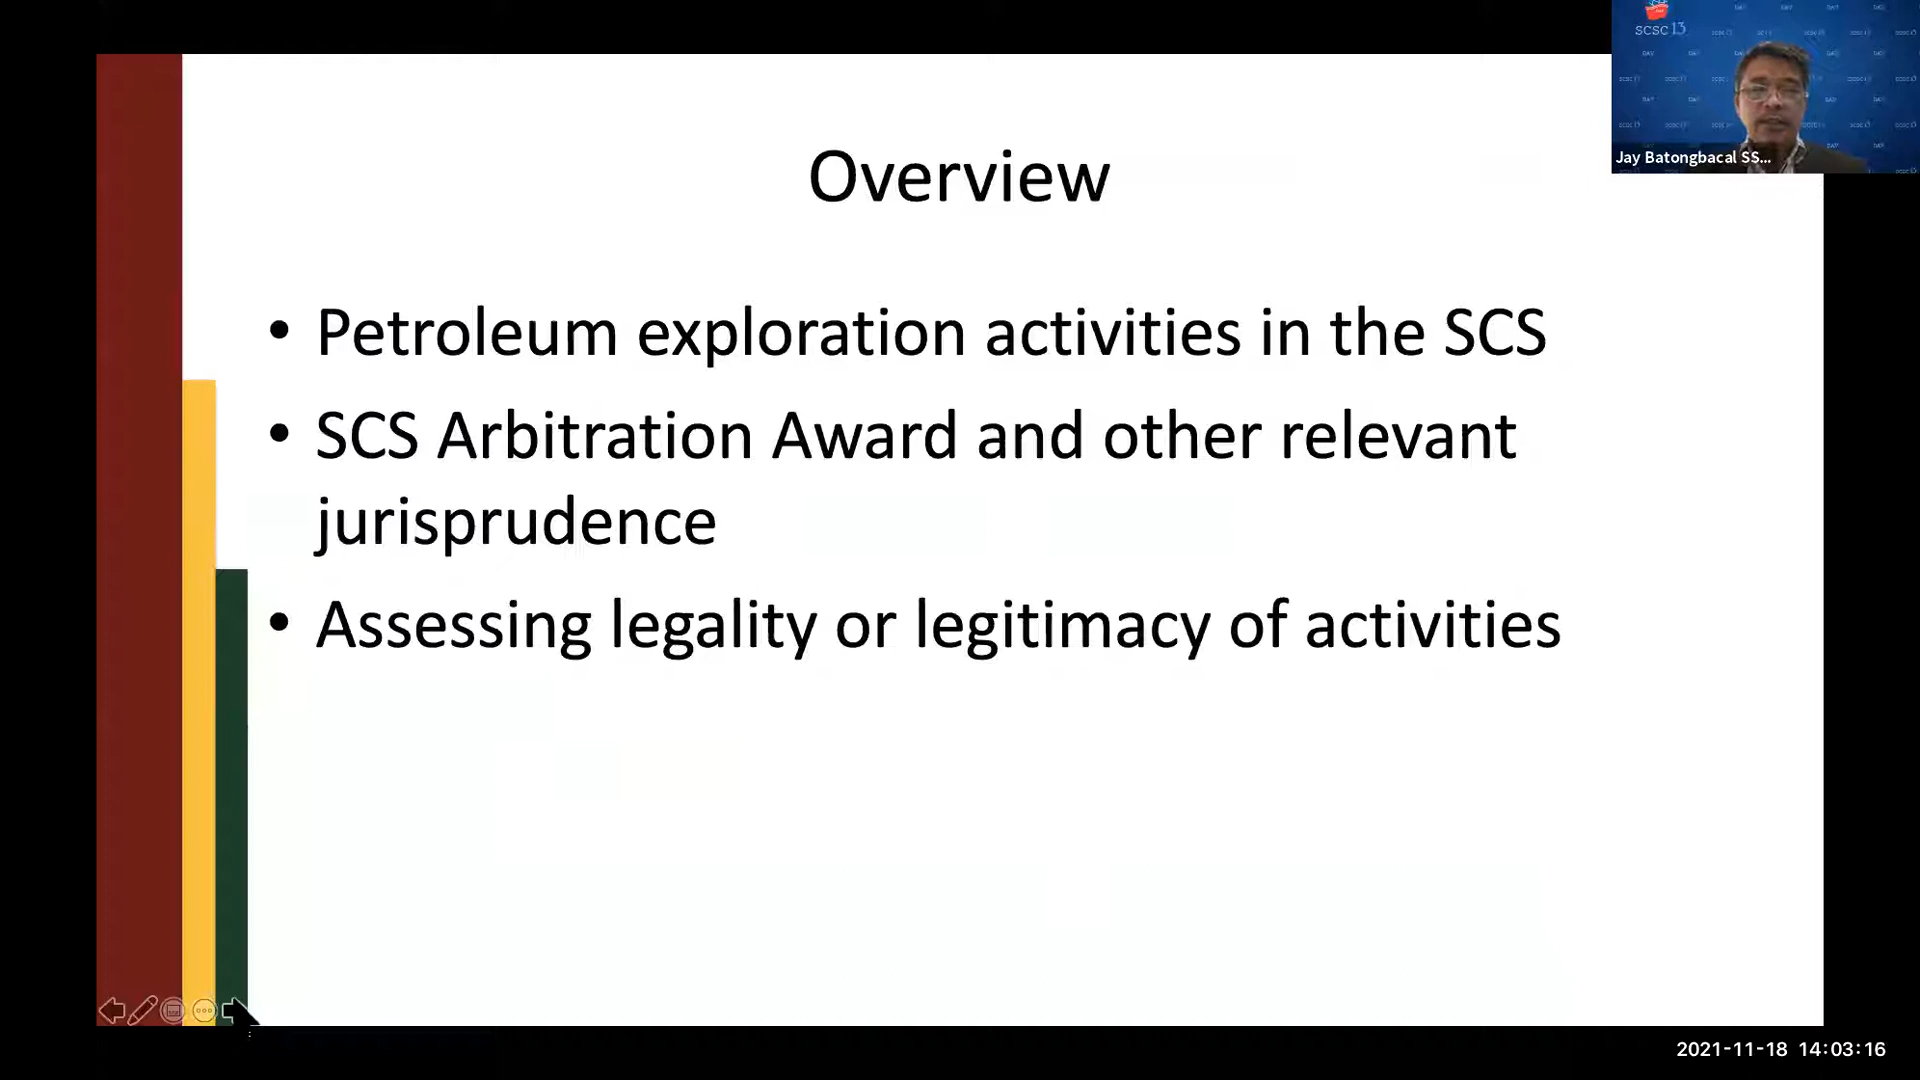 scsc 13
Jay Batongbacal SS...
Overview
• Petroleum exploration activities in the SCS
• SCS Arbitration Award and other relevant
jurisprudence
• Assessing legality or legitimacy of activities
2021-11-18 14:03:16